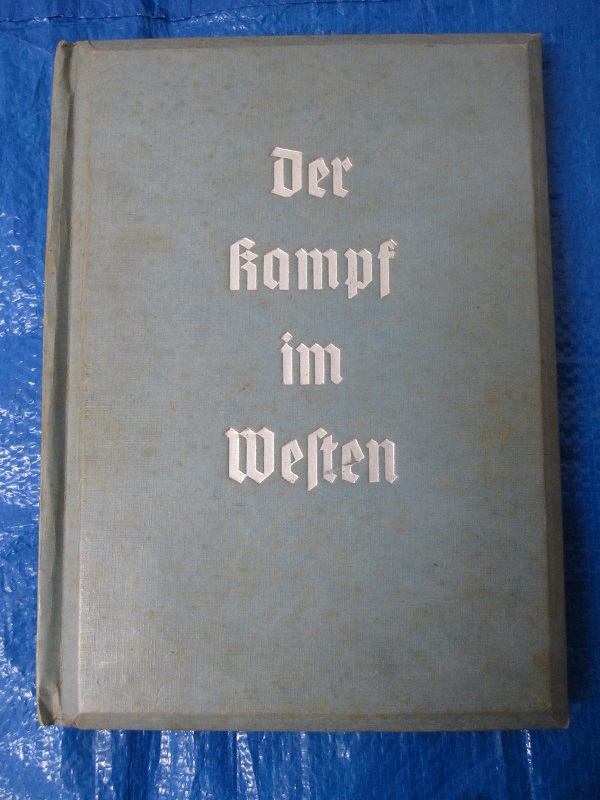 Der
Kampf
im
Weſten